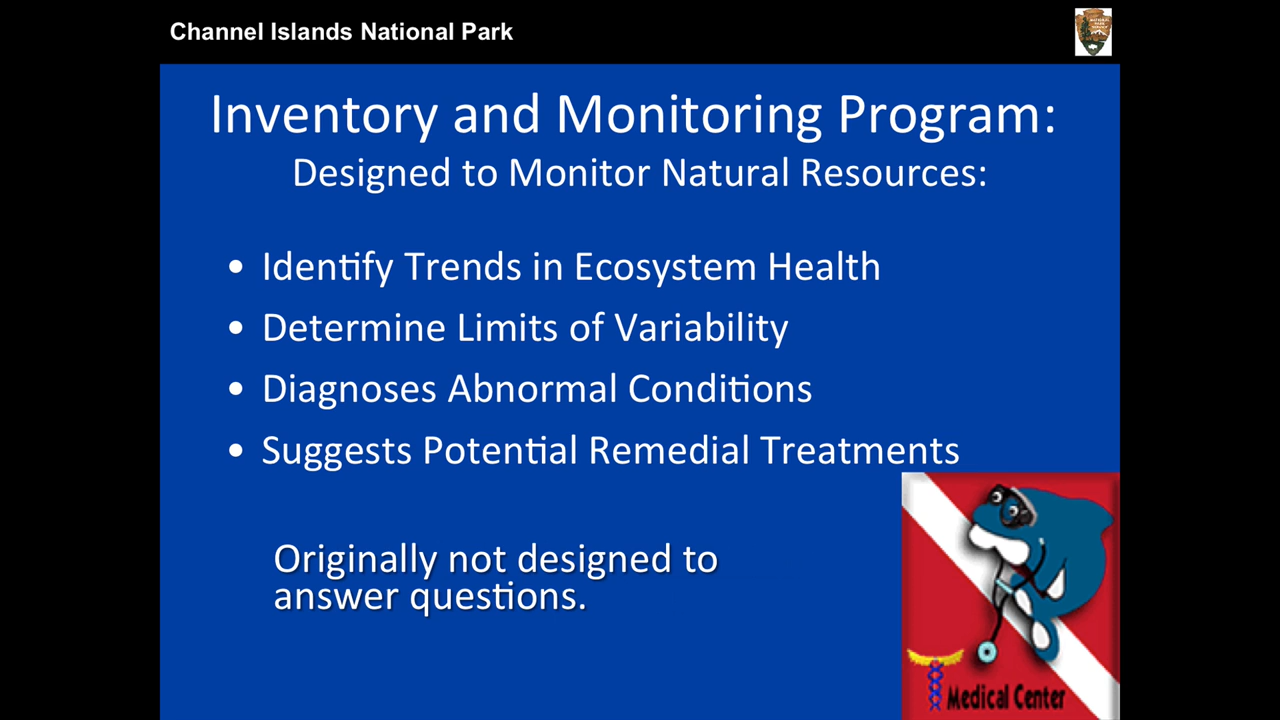 Channel Islands National Park
Inventory and Monitoring Program:
Designed to Monitor Natural Resources:
• Identify Trends in Ecosystem Health
• Determine Limits of Variability
• Diagnoses Abnormal Conditions
• Suggests Potential Remedial Treatments
Originally not designed to
answer questions.
Medical Center